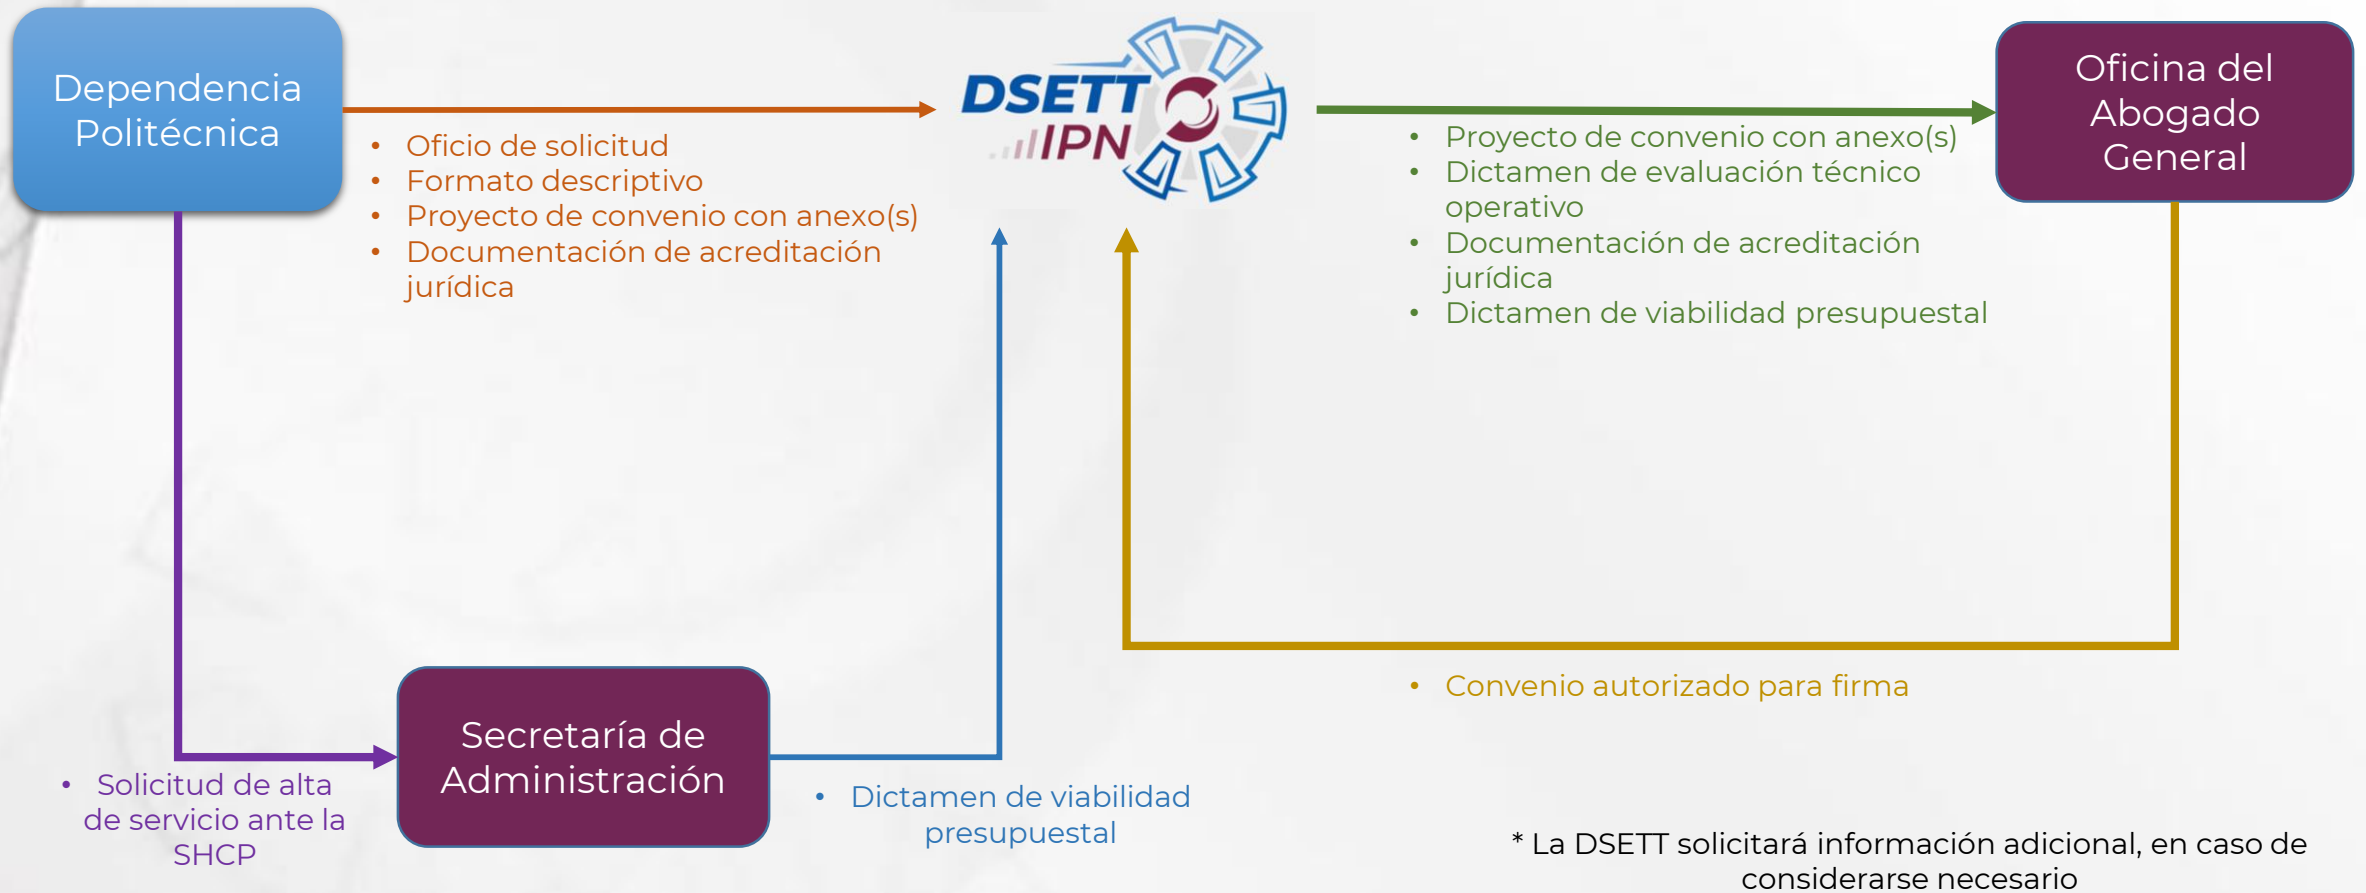 Dependencia
Politécnica
• Oficio de solicitud
• Formato descriptivo
• Proyecto de convenio con anexo(s)
• Documentación de acreditación
jurídica
DSETT
IPN
• Proyecto de convenio con anexo(s)
• Dictamen de evaluación técnico
operativo
• Documentación de acreditación
jurídica
• Dictamen de viabilidad presupuestal
Oficina del
Abogado
General
• Convenio autorizado para firma
• Solicitud de alta
de servicio ante la
SHCP
Secretaría de
Administración
• Dictamen de viabilidad
presupuestal
* La DSETT solicitará información adicional, en caso de
considerarse necesario